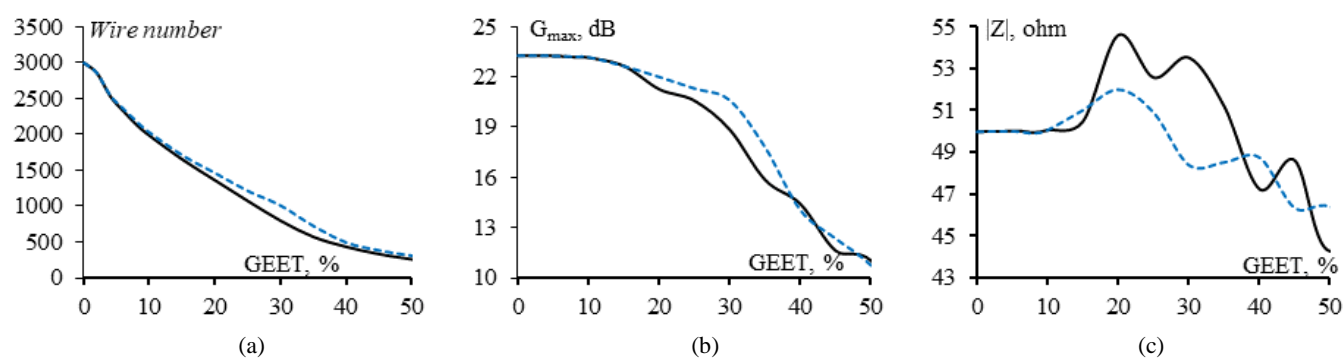 Wire number
3500
3000
2500
2000
1500
1000
500
0
GEET, %
0 10 20 30 40 50
(a)
G_max, dB
25
22
19
16
13
10
GEET, %
0 10 20 30 40 50
(b)
|Z|, ohm
55
53
51
49
47
45
43
GEET, %
0 10 20 30 40 50
(c)